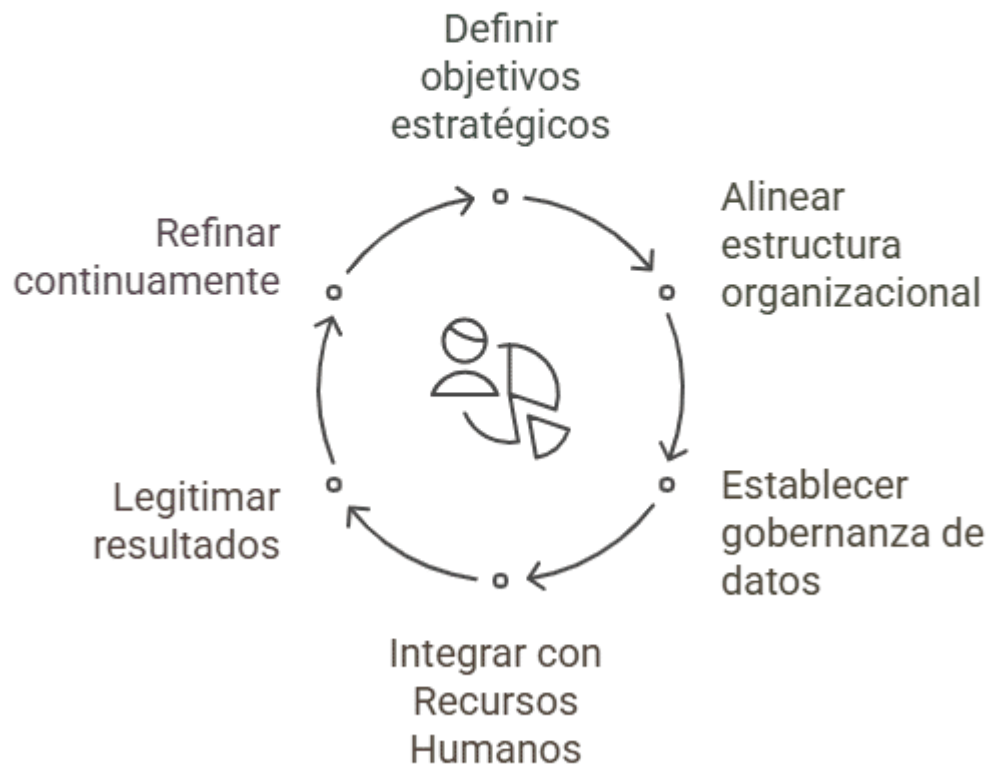 Definir
objetivos
estratégicos
Alinear
estructura
organizacional
Establecer
gobernanza de
datos
Integrar con
Recursos
Humanos
Legitimar
resultados
Refinar
continuamente